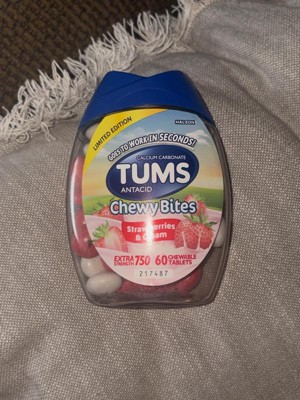 HALEON
LIMITED EDITION
GOES TO WORK IN SECONDS!
CALCIUM CARBONATE
TUMS
ANTACID
Chewy Bites
Strawberries
& Cream
EXTRA STRENGTH 750 60 CHEWABLE TABLETS
217487